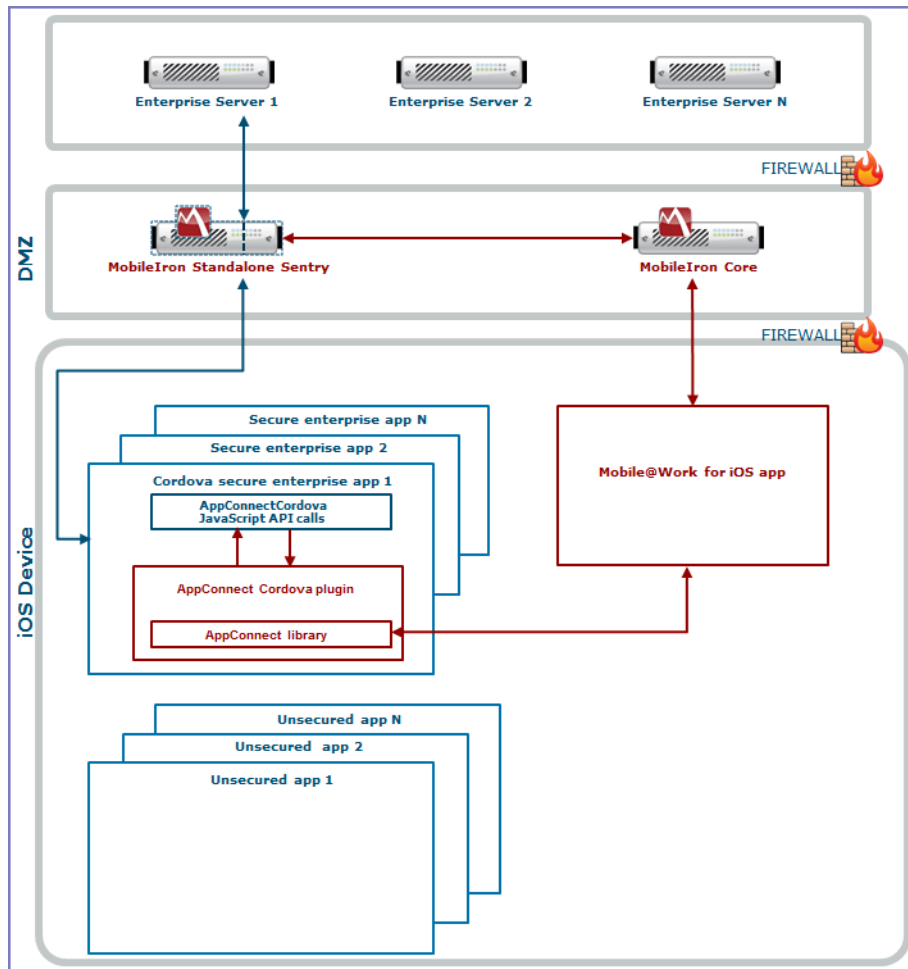 Enterprise Server 1
Enterprise Server 2
Enterprise Server N
FIREWALL
DMZ
MobileIron Standalone Sentry
MobileIron Core
FIREWALL
iOS Device
Secure enterprise app N
Secure enterprise app 2
Cordova secure enterprise app 1
AppConnectCordova
JavaScript API calls
AppConnect Cordova plugin
AppConnect library
Mobile@Work for iOS app
Unsecured app N
Unsecured app 2
Unsecured app 1